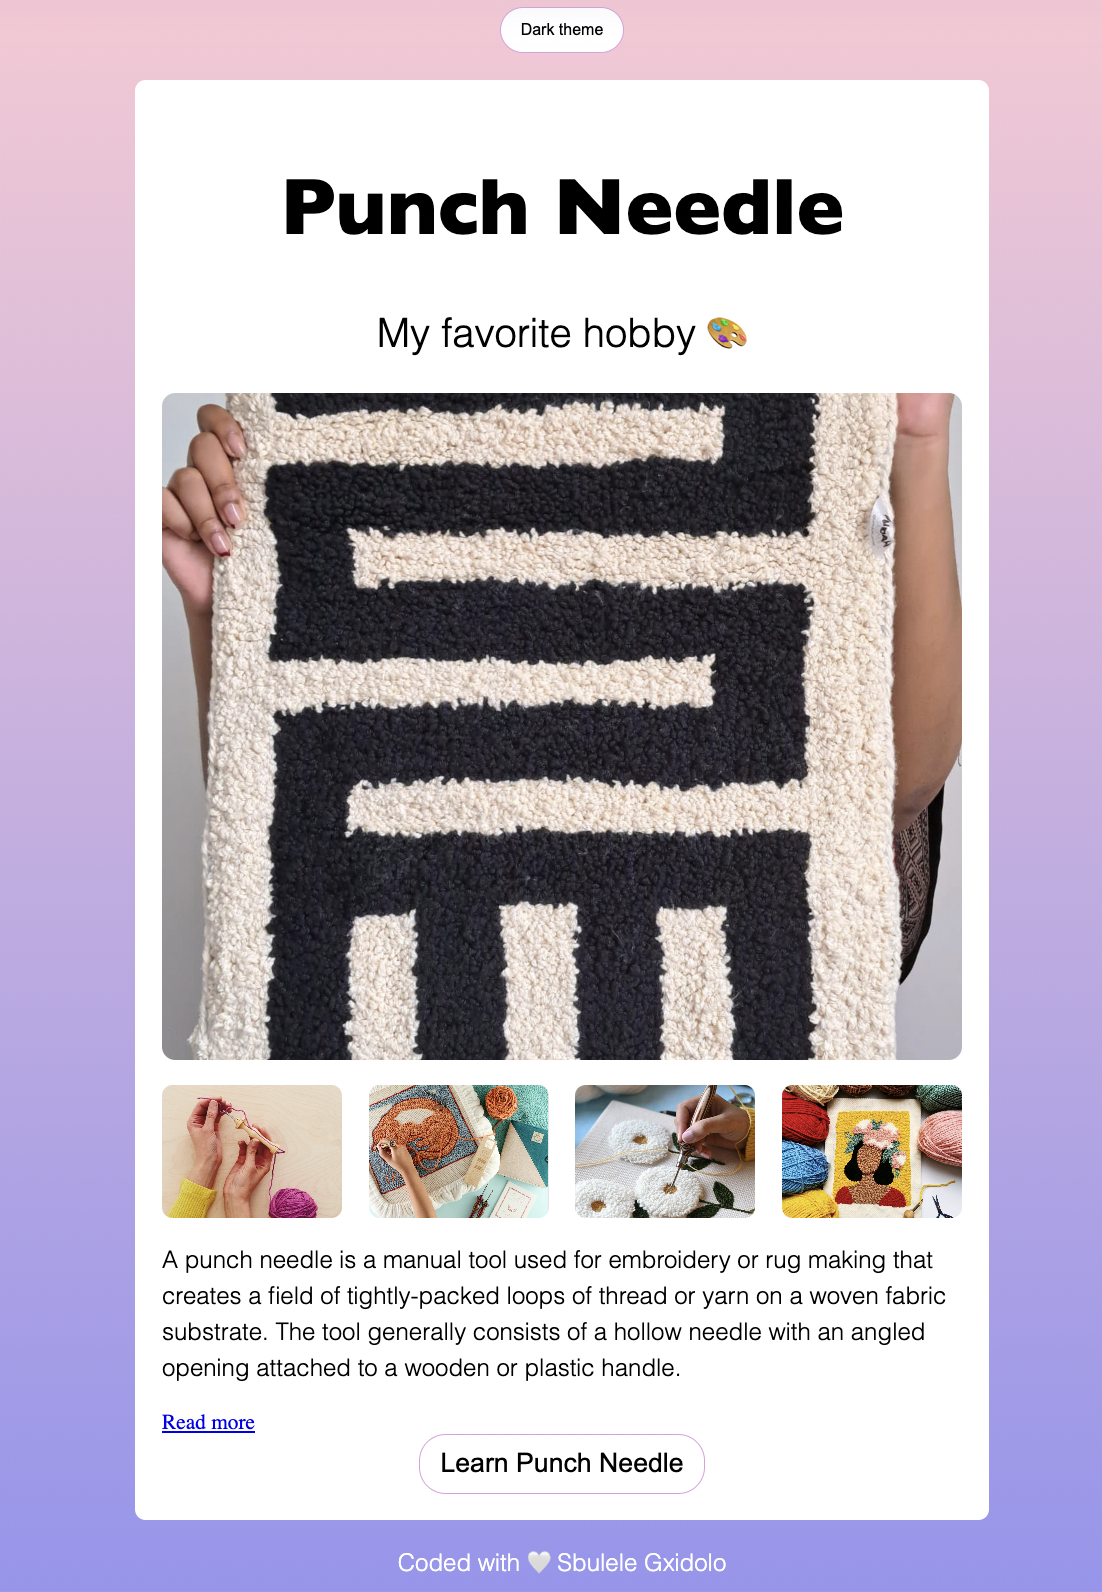 Dark theme
Punch Needle
My favorite hobby 🎨
A punch needle is a manual tool used for embroidery or rug making that
creates a field of tightly-packed loops of thread or yarn on a woven fabric
substrate. The tool generally consists of a hollow needle with an angled
opening attached to a wooden or plastic handle.
Read more
Learn Punch Needle
Coded with 🤍 Sbulele Gxidolo